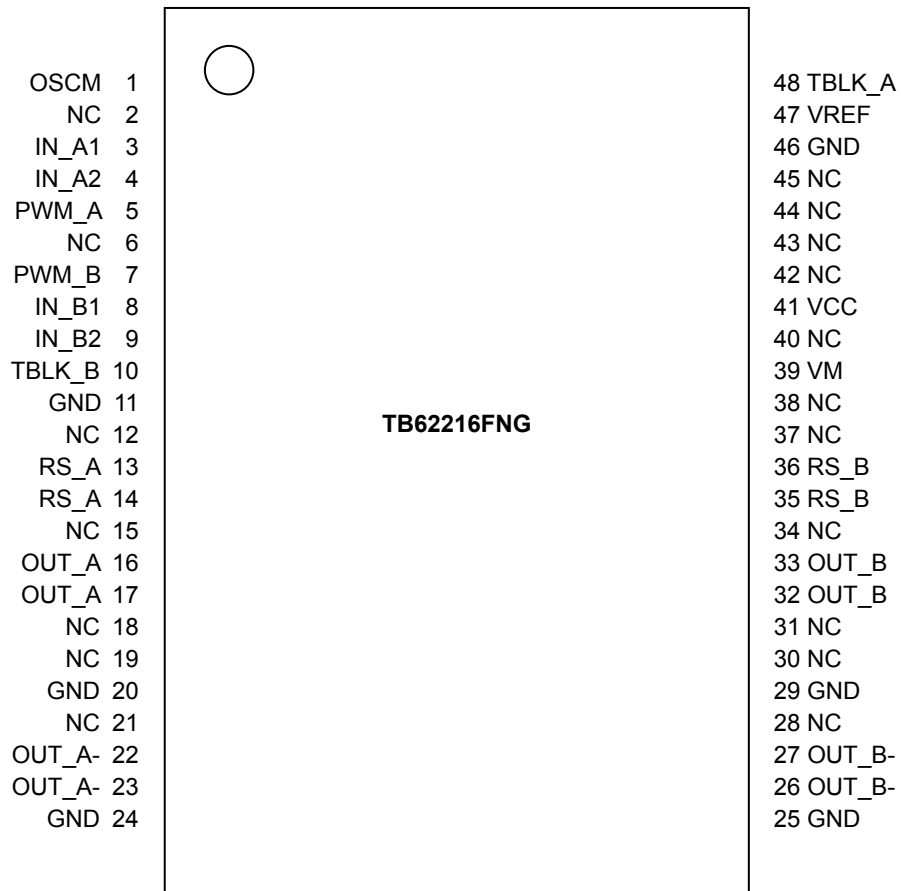 OSCM 1
NC 2
IN_A1 3
IN_A2 4
PWM_A 5
NC 6
PWM_B 7
IN_B1 8
IN_B2 9
TBLK_B 10
GND 11
NC 12
RS_A 13
RS_A 14
NC 15
OUT_A 16
OUT_A 17
NC 18
NC 19
GND 20
NC 21
OUT_A- 22
OUT_A- 23
GND 24
TB62216FNG
48 TBLK_A
47 VREF
46 GND
45 NC
44 NC
43 NC
42 NC
41 VCC
40 NC
39 VM
38 NC
37 NC
36 RS_B
35 RS_B
34 NC
33 OUT_B
32 OUT_B
31 NC
30 NC
29 GND
28 NC
27 OUT_B-
26 OUT_B-
25 GND